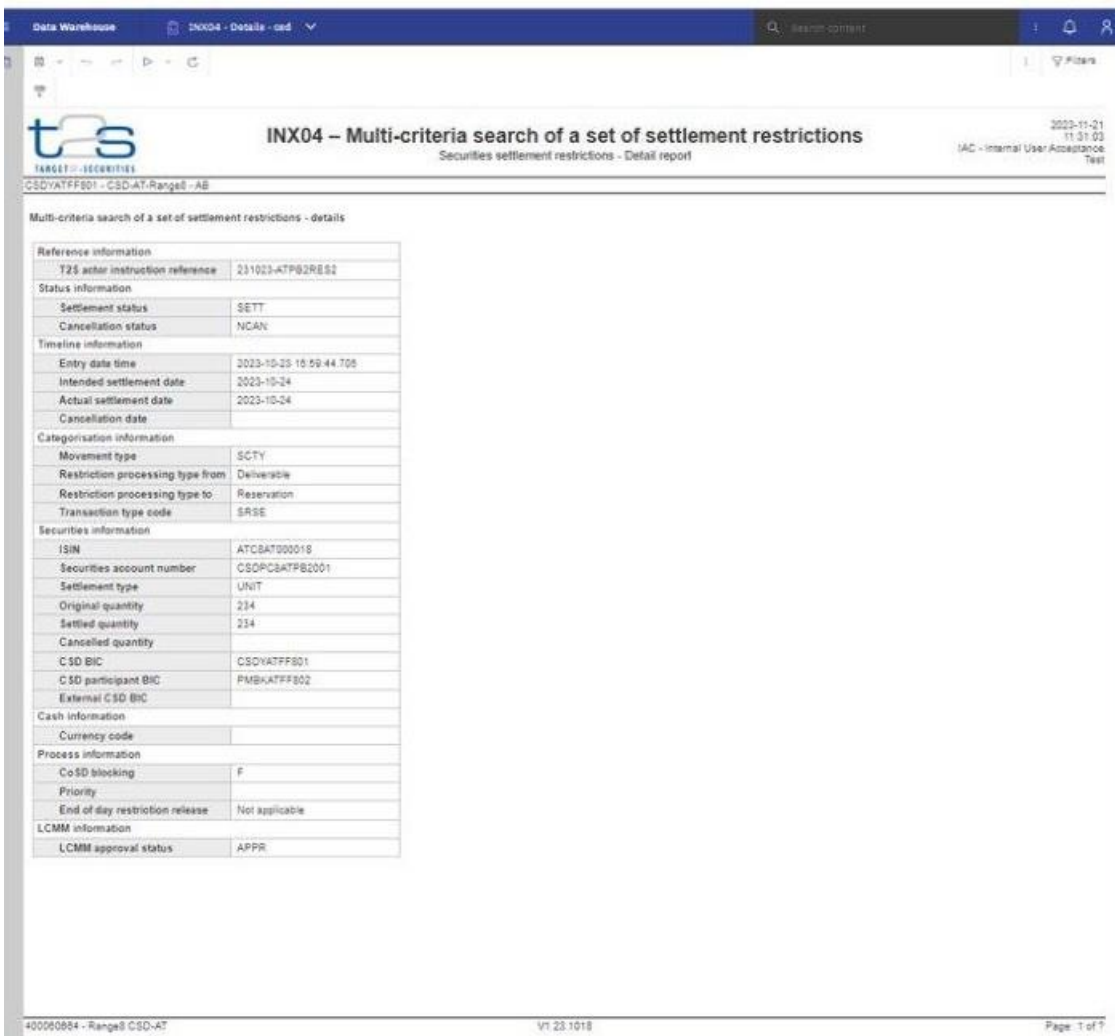 Data Warehouse INX04 - Details - ced Search content
Filters
t2s
TARGET2-SECURITIES
INX04 – Multi-criteria search of a set of settlement restrictions
Securities settlement restrictions - Detail report
2023-11-21
11:31:03
IAC - Internal User Acceptance
Test
CSDYATFF801 - CSD-AT-Range8 - AB
Multi-criteria search of a set of settlement restrictions - details
Reference information
T2S actor instruction reference 231023-ATPB2RES2
Status information
Settlement status SETT
Cancellation status NCAN
Timeline information
Entry date time 2023-10-23 15:59:44.705
Intended settlement date 2023-10-24
Actual settlement date 2023-10-24
Cancellation date
Categorisation information
Movement type SCTY
Restriction processing type from Deliverable
Restriction processing type to Reservation
Transaction type code SRSE
Securities information
ISIN ATC8AT000018
Securities account number CSDPC8ATPB2001
Settlement type UNIT
Original quantity 234
Settled quantity 234
Cancelled quantity
CSD BIC CSDYATFF801
CSD participant BIC PMBKATFF802
External CSD BIC
Cash information
Currency code
Process information
CoSD blocking F
Priority
End of day restriction release Not applicable
LCMM information
LCMM approval status APPR
400060884 - Range8 CSD-AT V1.23.1018 Page: 1 of ?